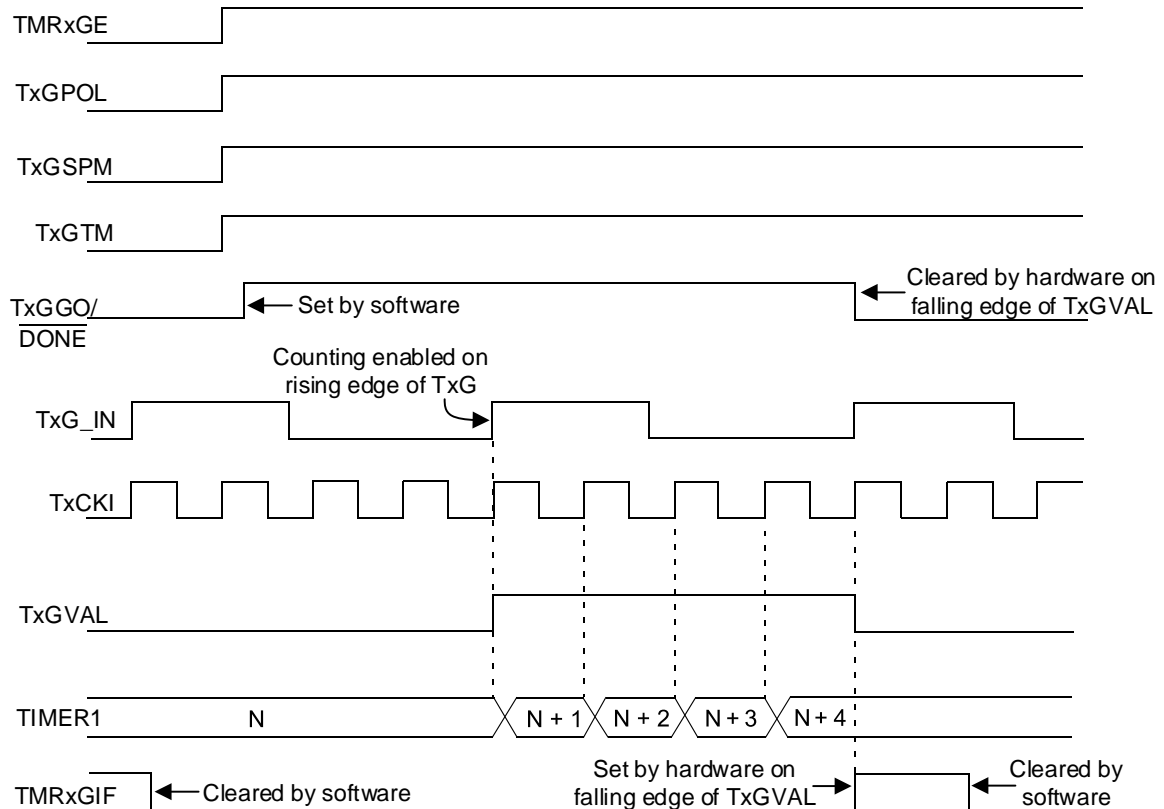 TMRxGE
TxGPOL
TxGSPM
TxGTM
TxGGO/
DONE
Set by software
Cleared by hardware on
falling edge of TxGVAL
Counting enabled on
rising edge of TxG
TxG_IN
TxCKI
TxGVAL
TIMER1
N
N + 1
N + 2
N + 3
N + 4
TMRxGIF
Cleared by software
Set by hardware on
falling edge of TxGVAL
Cleared by
software